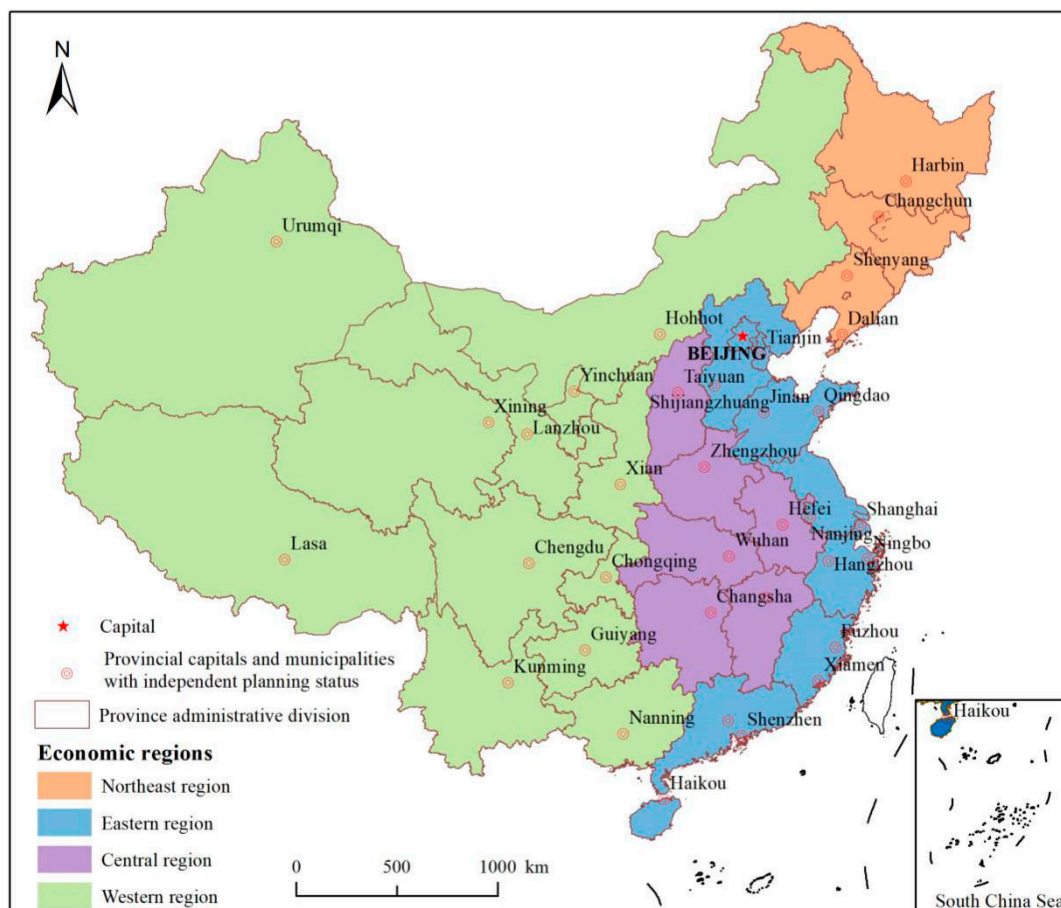 N
Harbin
Changchun
Urumqi
Shenyang
Hohhot
Dalian
Tianjin
BEIJING
Yinchuan
Taiyuan
Shijiangzhuang
Jinan
Qingdao
Xining
Lanzhou
Zhengzhou
Xian
Hefei
Shanghai
Nanjing
Ningbo
Wuhan
Hangzhou
Lasa
Chengdu
Chongqing
Changsha
Capital
Guiyang
Fuzhou
Provincial capitals and municipalities
with independent planning status
Kunming
Xiamen
Province administrative division
Nanning
Shenzhen
Haikou
Haikou
Economic regions
Northeast region
Eastern region
Central region
Western region
0 500 1000 km
South China Sea